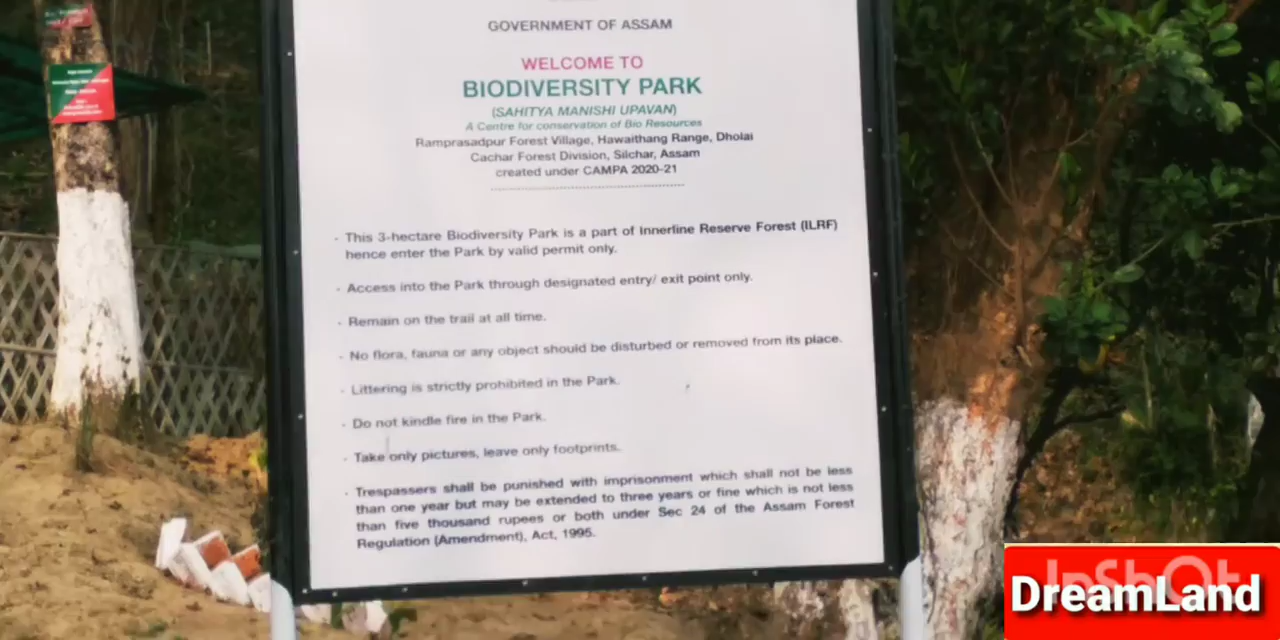 GOVERNMENT OF ASSAM
WELCOME TO
BIODIVERSITY PARK
(SAHITYA MANISHI UPAVAN)
A Centre for conservation of Bio Resources
Ramprasadpur Forest Village, Hawaithang Range, Dholai
Cachar Forest Division, Silchar, Assam
created under CAMPA 2020-21
- This 3-hectare Biodiversity Park is a part of Innerline Reserve Forest (ILRF)
hence enter the Park by valid permit only.
- Access into the Park through designated entry/ exit point only.
- Remain on the trail at all time.
- No flora, fauna or any object should be disturbed or removed from its place.
- Littering is strictly prohibited in the Park.
- Do not kindle fire in the Park.
- Take only pictures, leave only footprints.
- Trespassers shall be punished with imprisonment which shall not be less
than one year but may be extended to three years or fine which is not less
than five thousand rupees or both under Sec 24 of the Assam Forest
Regulation (Amendment), Act, 1995.
InShOt
DreamLand